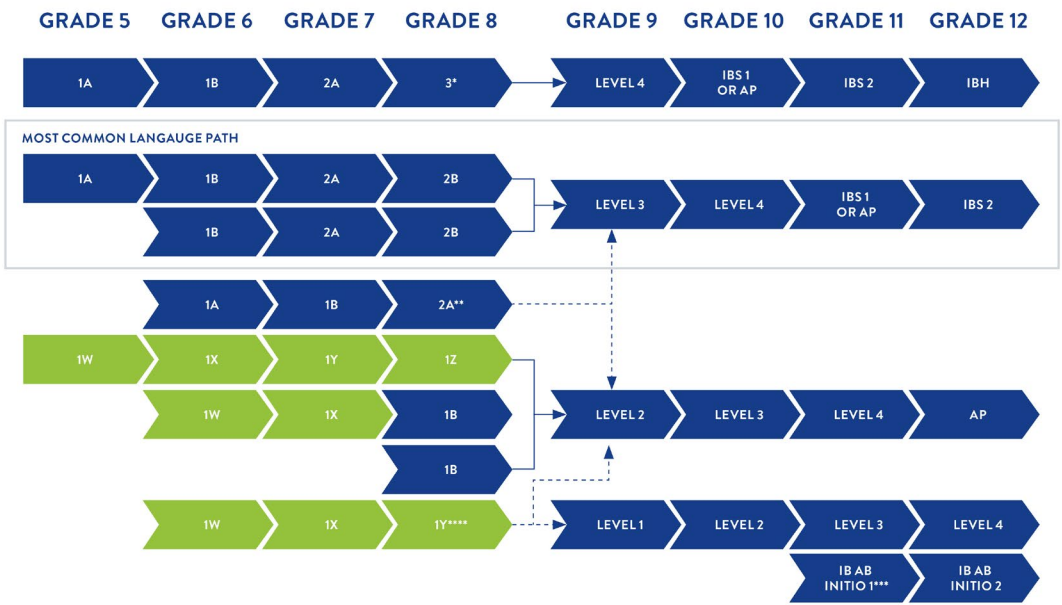 GRADE 5 GRADE 6 GRADE 7 GRADE 8 GRADE 9 GRADE 10 GRADE 11 GRADE 12
1A 1B 2A 3* LEVEL 4 IBS 1 OR AP IBS 2 IBH
MOST COMMON LANGAUGE PATH
1A 1B 2A 2B
LEVEL 3 LEVEL 4 IBS 1 OR AP IBS 2
1B 2A 2B
1A 1B 2A**
1W 1X 1Y 1Z
1W 1X 1B LEVEL 2 LEVEL 3 LEVEL 4 AP
1B
1W 1X 1Y**** LEVEL 1 LEVEL 2 LEVEL 3 LEVEL 4
IB AB INITIO 1*** IB AB INITIO 2